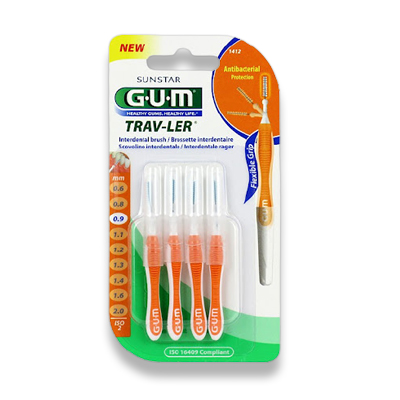 NEW
1412
Antibacterial
Protection
SUNSTAR
G·U·M
HEALTHY GUMS. HEALTHY LIFE.®
TRAV-LER®
Interdental brush / Brossette interdentaire
Scovolino interdentale / Interdentale rager
Flexible Grip
mm
0.6
0.8
0.9
1.1
1.2
1.3
1.4
1.6
2.0
ISO
2
GUM
GUM GUM GUM GUM
ISO 16409 Compliant